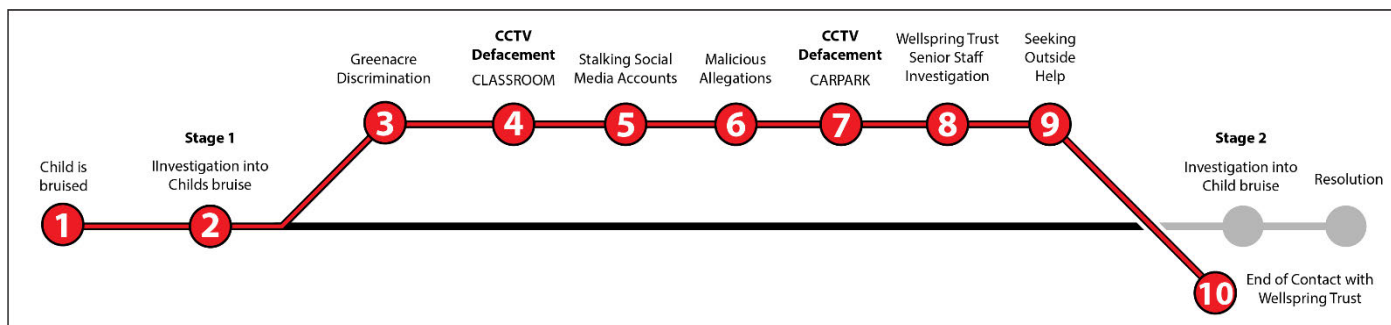 Child is
bruised
1
Stage 1
IInvestigation into
Childs bruise
2
Greenacre
Discrimination
3
CCTV
Defacement
CLASSROOM
4
Stalking Social
Media Accounts
5
Malicious
Allegations
6
CCTV
Defacement
CARPARK
7
Wellspring Trust
Senior Staff
Investigation
8
Seeking
Outside
Help
9
Stage 2
Investigation into
Child bruise
Resolution
10
End of Contact with
Wellspring Trust